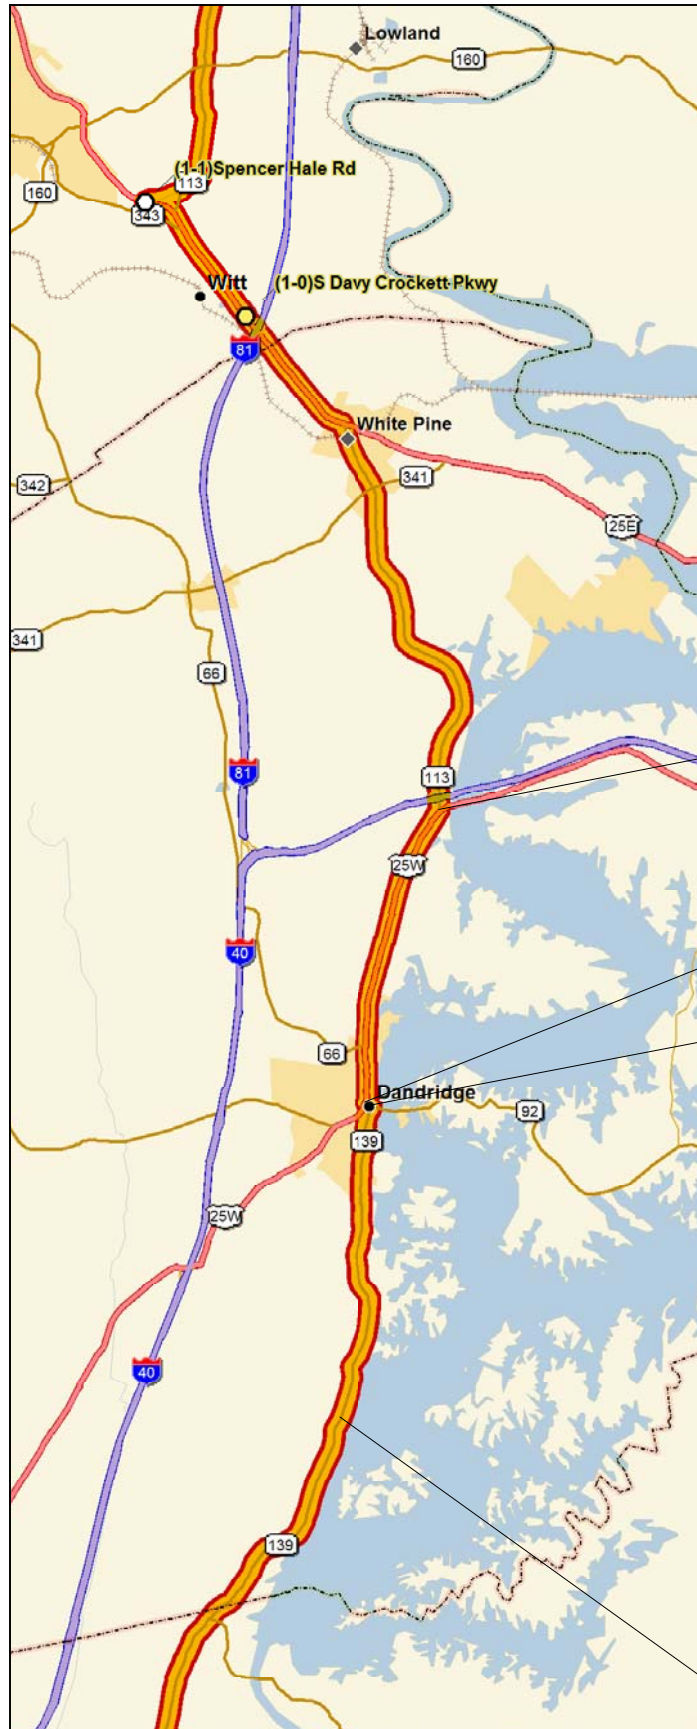 Lowland
160
(1-1)Spencer Hale Rd
113
160
343
Witt
(1-0)S Davy Crockett Pkwy
81
White Pine
341
342
25E
341
66
81
113
25W
40
66
Dandridge
92
139
25W
40
139